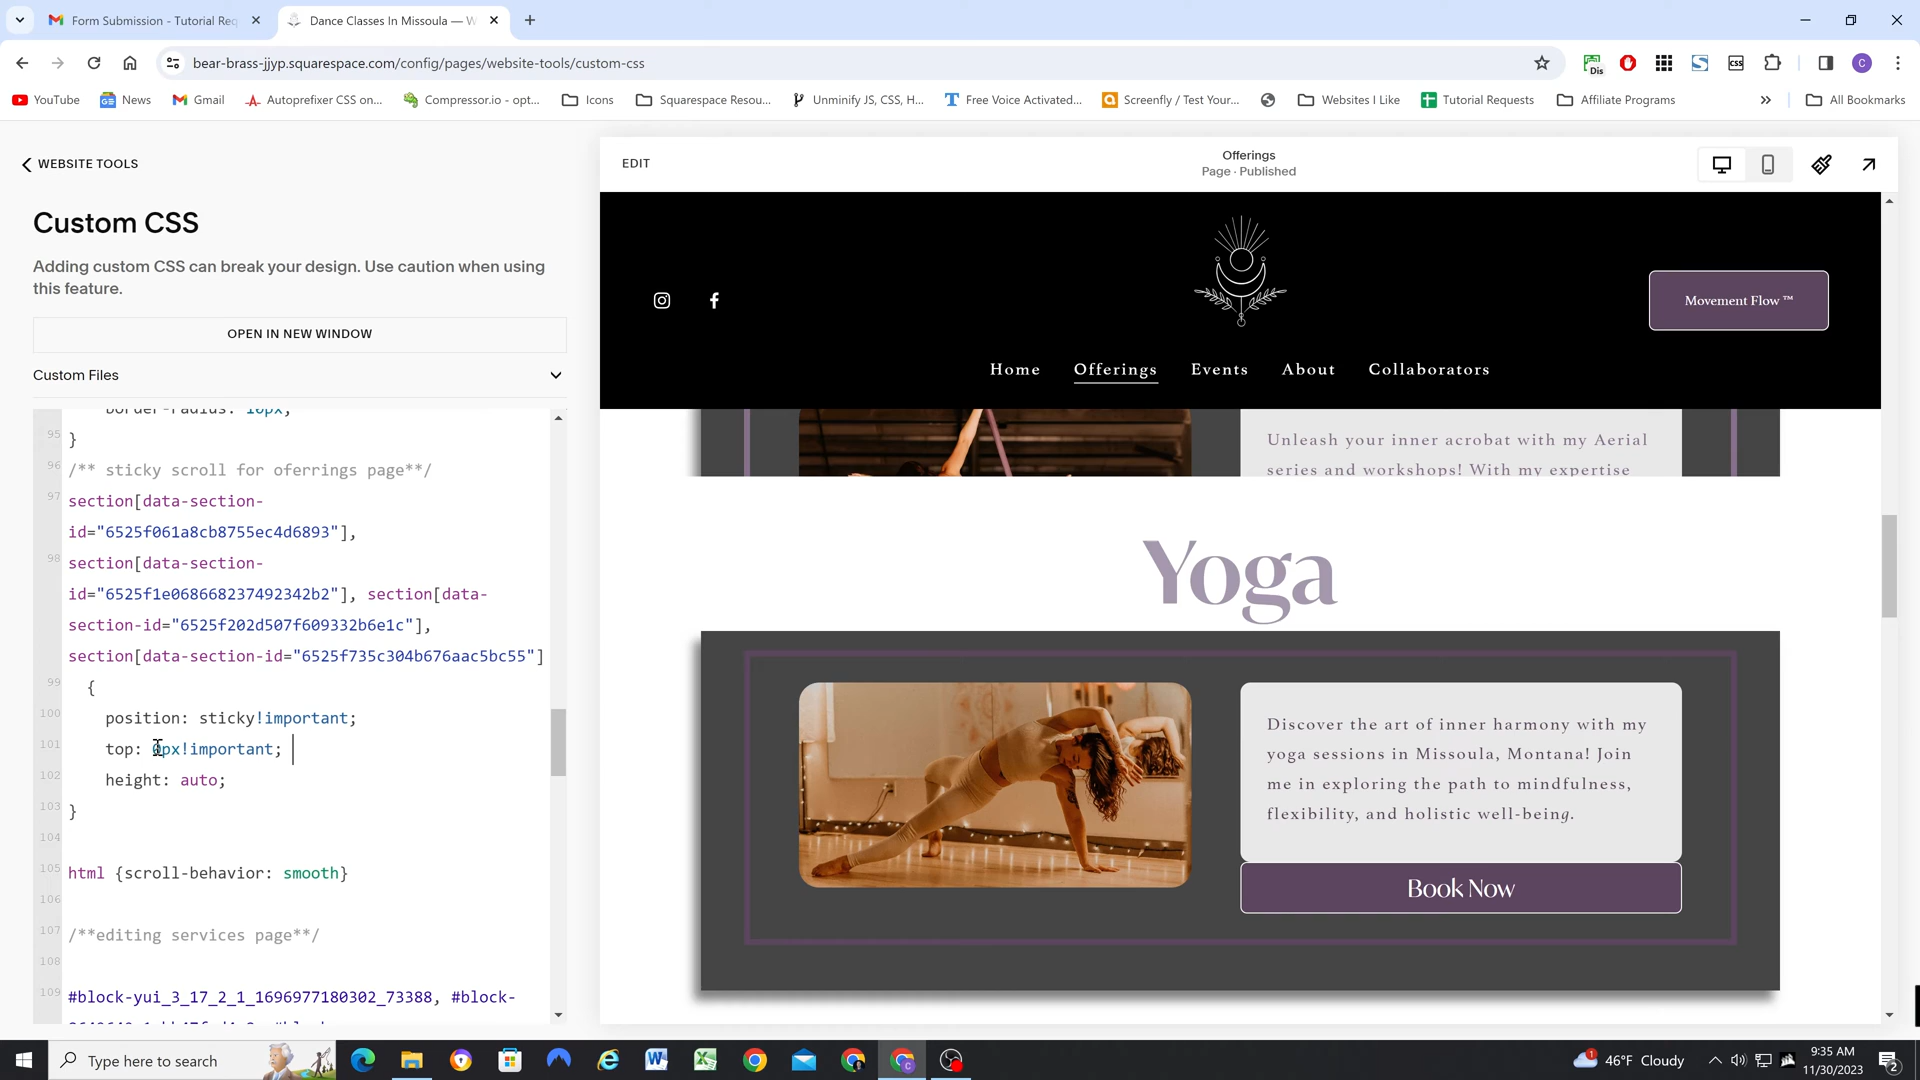 Form Submission - Tutorial Req
Dance Classes In Missoula — W
bear-brass-jjyp.squarespace.com/config/pages/website-tools/custom-css
Dis
CSS
C
YouTube
News
Gmail
Autoprefixer CSS on...
Compressor.io - opt...
Icons
Squarespace Resou...
Unminify JS, CSS, H...
Free Voice Activated...
Screenfly / Test Your...
Websites I Like
Tutorial Requests
Affiliate Programs
All Bookmarks
WEBSITE TOOLS
Custom CSS
Adding custom CSS can break your design. Use caution when using
this feature.
OPEN IN NEW WINDOW
Custom Files
border-radius: 10px;
95 }
96 /** sticky scroll for oferrings page**/
97 section[data-section-
id="6525f061a8cb8755ec4d6893"],
98 section[data-section-
id="6525f1e068668237492342b2"], section[data-
section-id="6525f202d507f609332b6e1c"],
section[data-section-id="6525f735c304b676aac5bc55"]
99 {
100 position: sticky!important;
101 top: 0px!important;
102 height: auto;
103 }
104
105 html {scroll-behavior: smooth}
106
107 /**editing services page**/
108
109 #block-yui_3_17_2_1_1696977180302_73388, #block-
EDIT
Offerings
Page · Published
Movement Flow ™
Home
Offerings
Events
About
Collaborators
Unleash your inner acrobat with my Aerial
series and workshops! With my expertise
Yoga
Discover the art of inner harmony with my
yoga sessions in Missoula, Montana! Join
me in exploring the path to mindfulness,
flexibility, and holistic well-being.
Book Now
Type here to search
1
46°F Cloudy
9:35 AM
11/30/2023
2